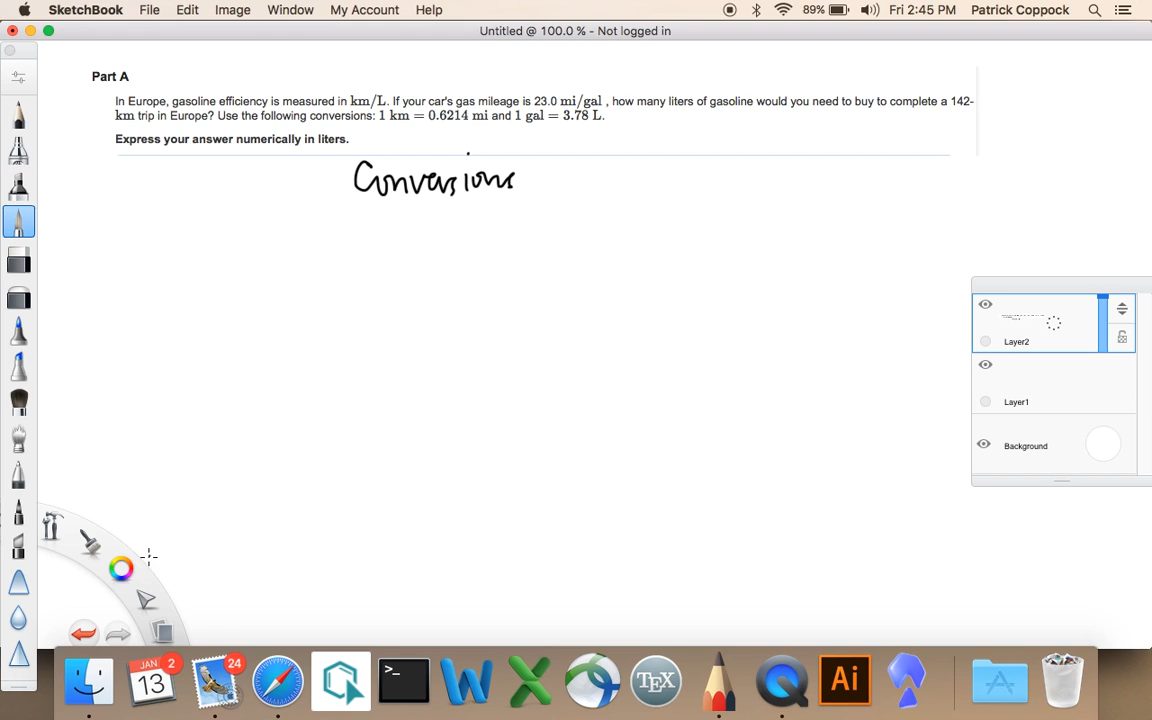 SketchBook File Edit Image Window My Account Help 89% Fri 2:45 PM Patrick Coppock
Untitled @ 100.0 % - Not logged in
Part A
In Europe, gasoline efficiency is measured in km/L. If your car's gas mileage is 23.0 mi/gal , how many liters of gasoline would you need to buy to complete a 142-
km trip in Europe? Use the following conversions: 1 km = 0.6214 mi and 1 gal = 3.78 L.
Express your answer numerically in liters.
Conversions
Layer2
Layer1
Background
JAN 2
13
24
>_
W
X
TEX
Ai